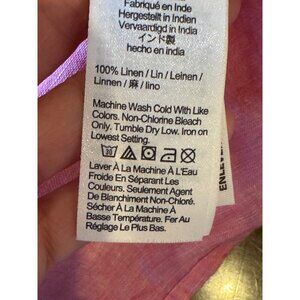 Fabriqué en Inde
Hergestellt in Indien
Vervaardigd in India
インド製
hecho en india
100% Linen / Lin / Leinen /
Linnen / 麻 / lino
Machine Wash Cold With Like
Colors. Non-Chlorine Bleach
Only. Tumble Dry Low. Iron on
Lowest Setting.
30
Laver À La Machine À L'Eau
Froide En Séparant Les
Couleurs. Seulement Agent
De Blanchiment Non-Chloré.
Sécher À La Machine À
Basse Température. Fer Au
Réglage Le Plus Bas.